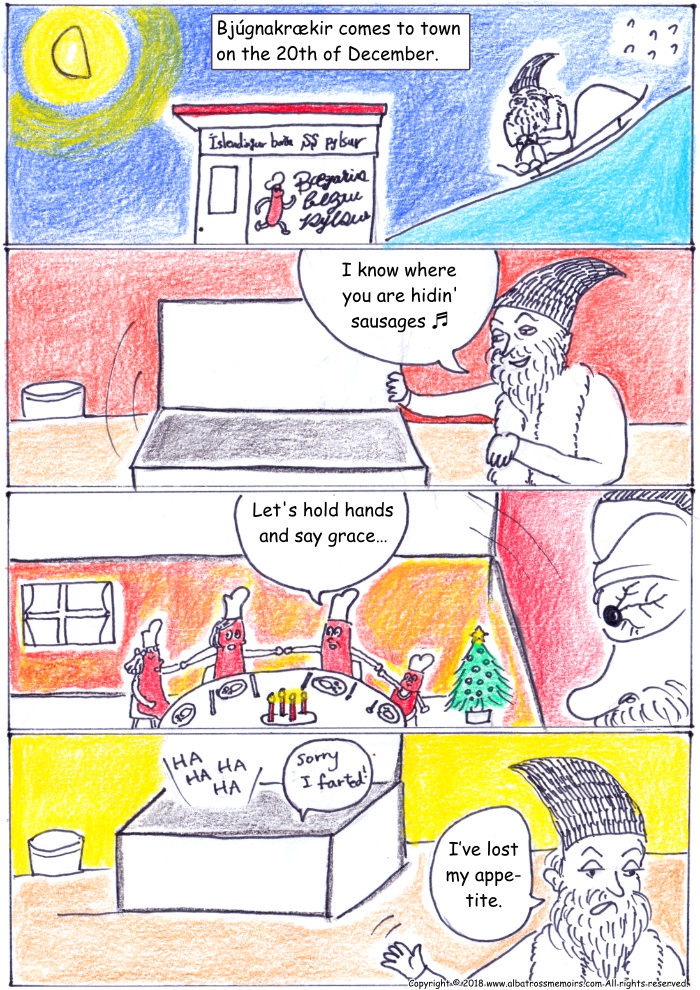 Bjúgnakrækir comes to town
on the 20th of December.
Íslendingar borða SS pylsur
Bæjarins
beztu
pylsur
I know where
you are hidin'
sausages ♬
Let's hold hands
and say grace...
HA
HA HA
HA
sorry
I farted!
I've lost
my appe-
tite.
Copyright © 2018 www.albatrossmemoirs.com All rights reserved.